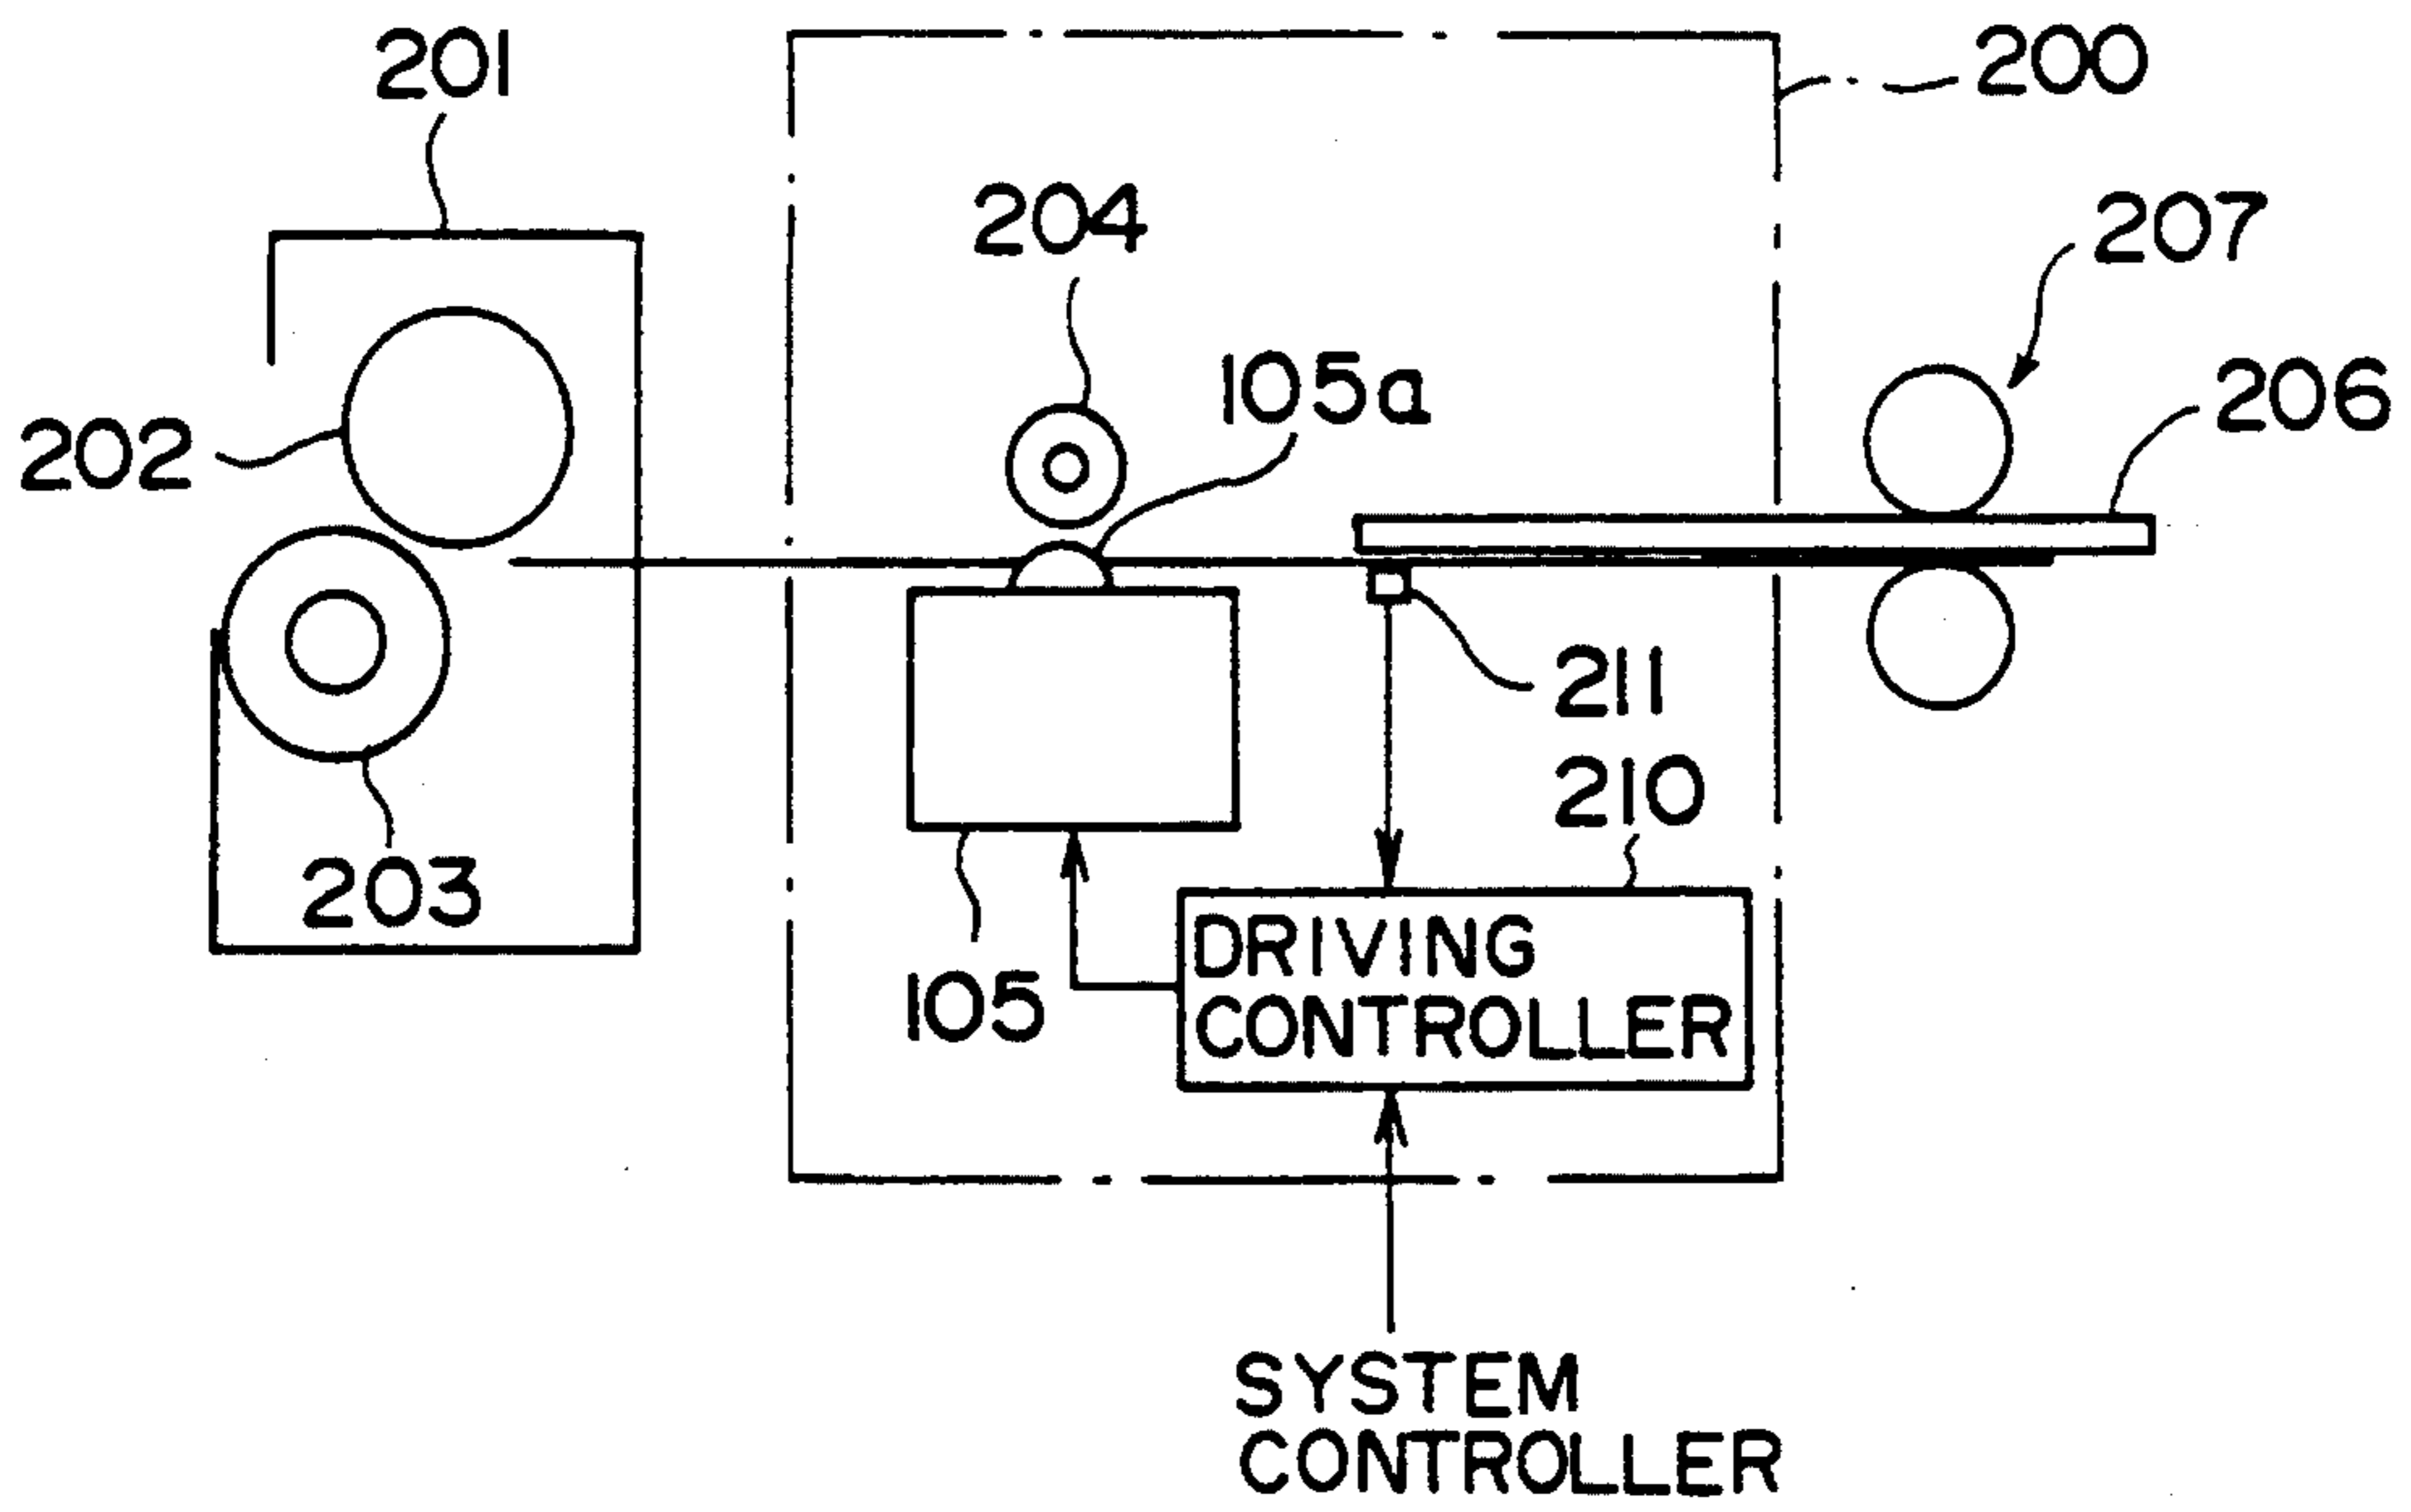 201
200
204
207
105a
206
202
211
210
203
DRIVING
CONTROLLER
105
SYSTEM
CONTROLLER